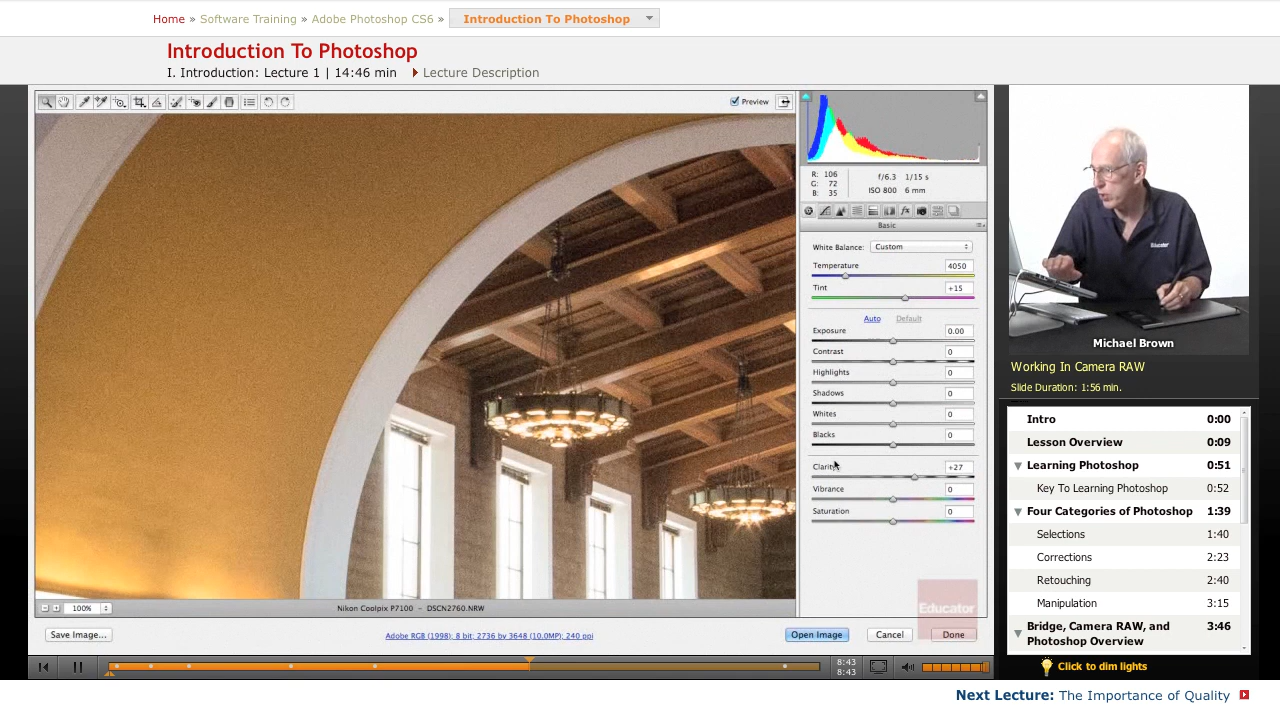 Home » Software Training » Adobe Photoshop CS6 » Introduction To Photoshop
Introduction To Photoshop
I. Introduction: Lecture 1 | 14:46 min Lecture Description
Preview
R: 106
G: 72
B: 35
f/6.3 1/15 s
ISO 800 6 mm
Basic
White Balance: Custom
Temperature 4050
Tint +15
Auto Default
Exposure 0.00
Contrast 0
Highlights 0
Shadows 0
Whites 0
Blacks 0
Clarity +27
Vibrance 0
Saturation 0
100%
Nikon Coolpix P7100 - DSCN2760.NRW
Educator
Save Image...
Adobe RGB (1998); 8 bit; 2736 by 3648 (10.0MP); 240 ppi
Open Image Cancel Done
8:43
8:43
Educator
Michael Brown
Working In Camera RAW
Slide Duration: 1:56 min.
Intro 0:00
Lesson Overview 0:09
Learning Photoshop 0:51
Key To Learning Photoshop 0:52
Four Categories of Photoshop 1:39
Selections 1:40
Corrections 2:23
Retouching 2:40
Manipulation 3:15
Bridge, Camera RAW, and 3:46
Photoshop Overview
Click to dim lights
Next Lecture: The Importance of Quality